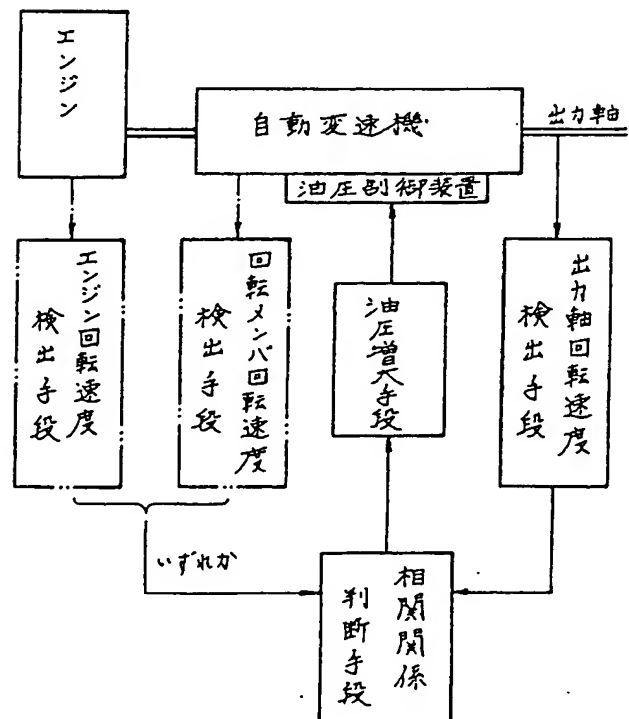 エンジン
自動変速機
出力軸
油圧制御装置
エンジン回転速度
検出手段
回転メンバ回転速度
検出手段
油圧増大手段
出力軸回転速度
検出手段
いずれか
相関関係
判断手段